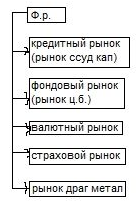 Ф.р.
кредитный рынок
(рынок ссуд кап)
фондовый рынок
(рынок ц.б.)
валютный рынок
страховой рынок
рынок драг метал